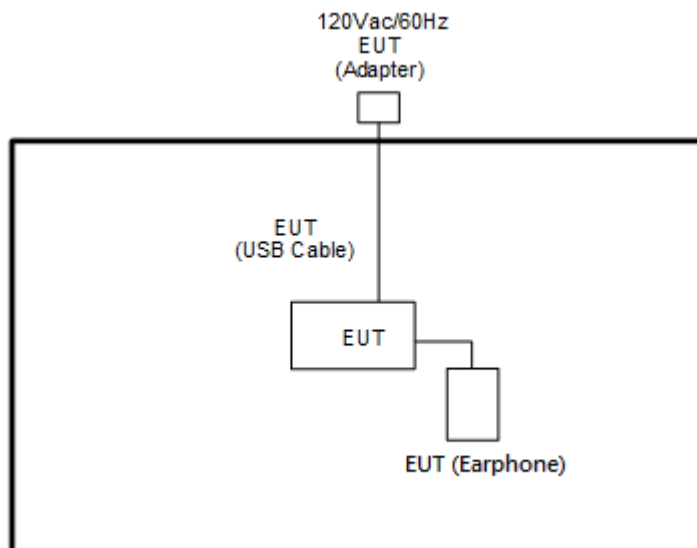 120Vac/60Hz
EUT
(Adapter)
EUT
(USB Cable)
EUT
EUT (Earphone)